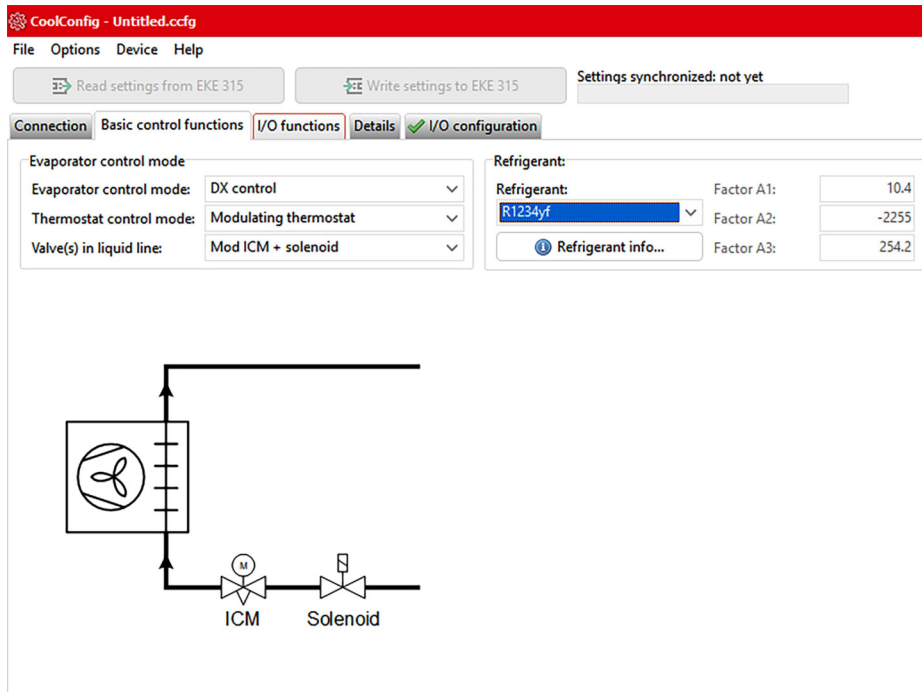 CoolConfig - Untitled.ccfg
File Options Device Help
Read settings from EKE 315
Write settings to EKE 315
Settings synchronized: not yet
Connection Basic control functions I/O functions Details I/O configuration
Evaporator control mode
Evaporator control mode: DX control
Thermostat control mode: Modulating thermostat
Valve(s) in liquid line: Mod ICM + solenoid
Refrigerant:
Refrigerant:
R1234yf
Refrigerant info...
Factor A1: 10.4
Factor A2: -2255
Factor A3: 254.2
M
ICM Solenoid